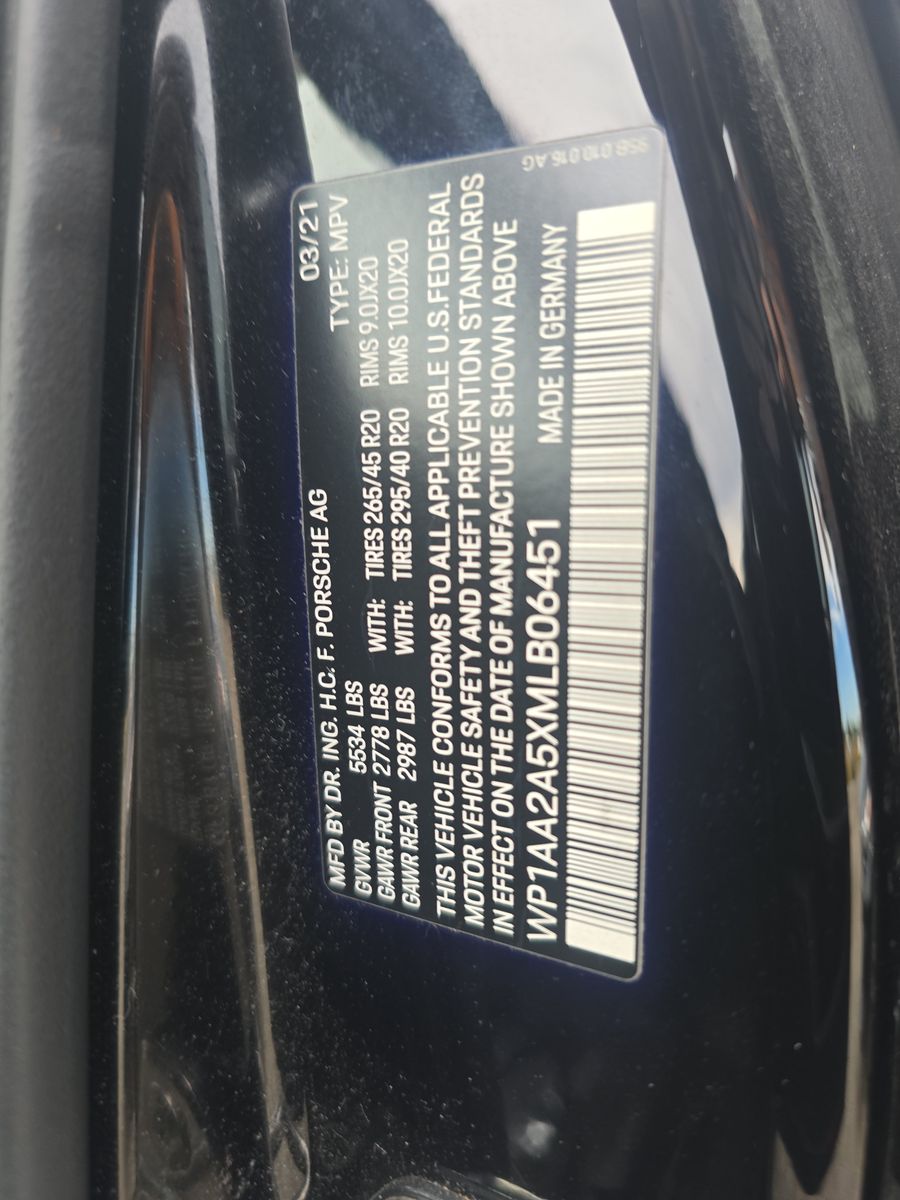 95B 010 016 AG
MFD BY DR. ING. H.C. F. PORSCHE AG 03/21
GVWR 5534 LBS TYPE: MPV
GAWR FRONT 2778 LBS WITH: TIRES 265/45 R20 RIMS 9.0JX20
GAWR REAR 2987 LBS WITH: TIRES 295/40 R20 RIMS 10.0JX20
THIS VEHICLE CONFORMS TO ALL APPLICABLE U.S. FEDERAL
MOTOR VEHICLE SAFETY AND THEFT PREVENTION STANDARDS
IN EFFECT ON THE DATE OF MANUFACTURE SHOWN ABOVE
WP1AA2A5XMLB06451 MADE IN GERMANY